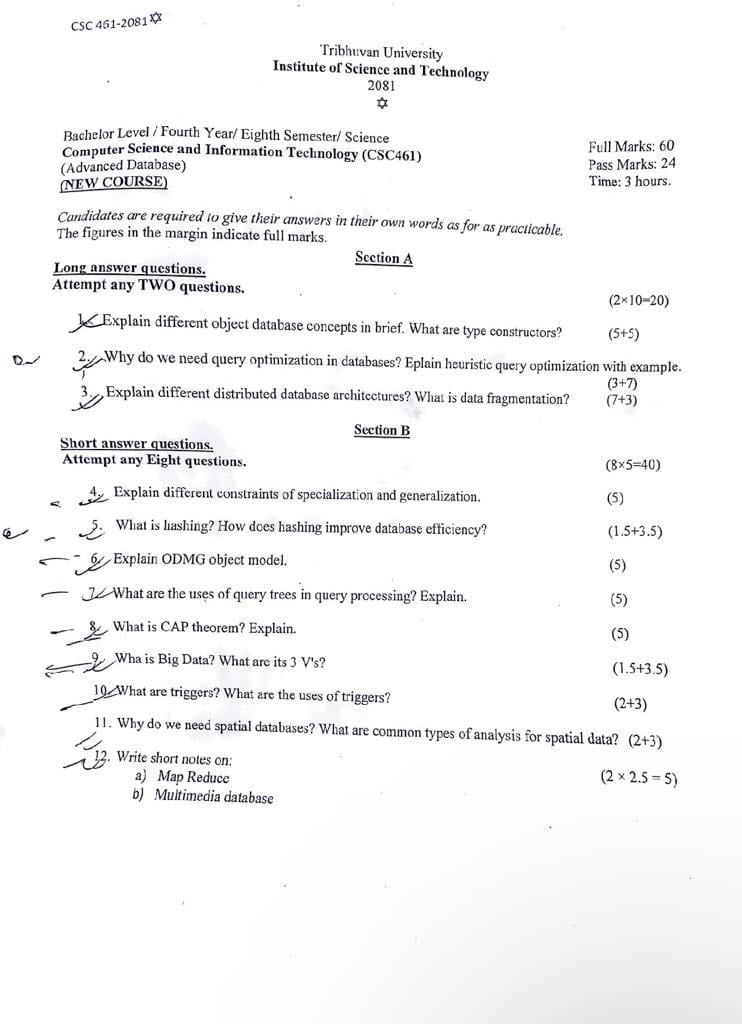 CSC 461-2081✡
Tribhuvan University
Institute of Science and Technology
2081
✡
Bachelor Level / Fourth Year/ Eighth Semester/ Science
Computer Science and Information Technology (CSC461)
(Advanced Database)
(NEW COURSE)
Full Marks: 60
Pass Marks: 24
Time: 3 hours.
Candidates are required to give their answers in their own words as for as practicable.
The figures in the margin indicate full marks.
Section A
Long answer questions.
Attempt any TWO questions.
(2×10=20)
1. Explain different object database concepts in brief. What are type constructors? (5+5)
2. Why do we need query optimization in databases? Eplain heuristic query optimization with example.
(3+7)
3. Explain different distributed database architectures? What is data fragmentation? (7+3)
Section B
Short answer questions.
Attempt any Eight questions.
(8×5=40)
4. Explain different constraints of specialization and generalization. (5)
5. What is hashing? How does hashing improve database efficiency? (1.5+3.5)
6. Explain ODMG object model. (5)
7. What are the uses of query trees in query processing? Explain. (5)
8. What is CAP theorem? Explain. (5)
9. Wha is Big Data? What are its 3 V's? (1.5+3.5)
10. What are triggers? What are the uses of triggers? (2+3)
11. Why do we need spatial databases? What are common types of analysis for spatial data? (2+3)
12. Write short notes on: (2 × 2.5 = 5)
a) Map Reduce
b) Multimedia database